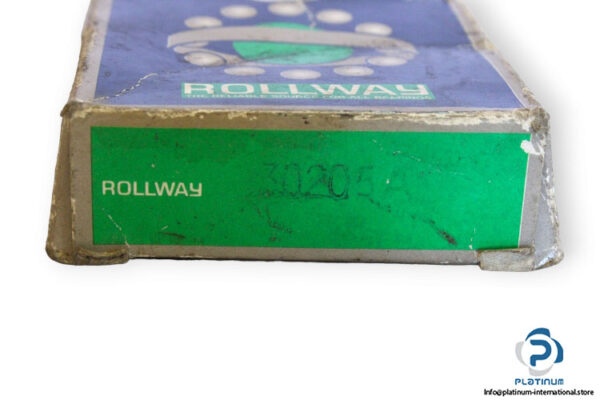 ROLLWAY
THE RELIABLE SOURCE FOR ALL BEARINGS
ROLLWAY
30205A
PLATINUM
Info@platinum-international.store